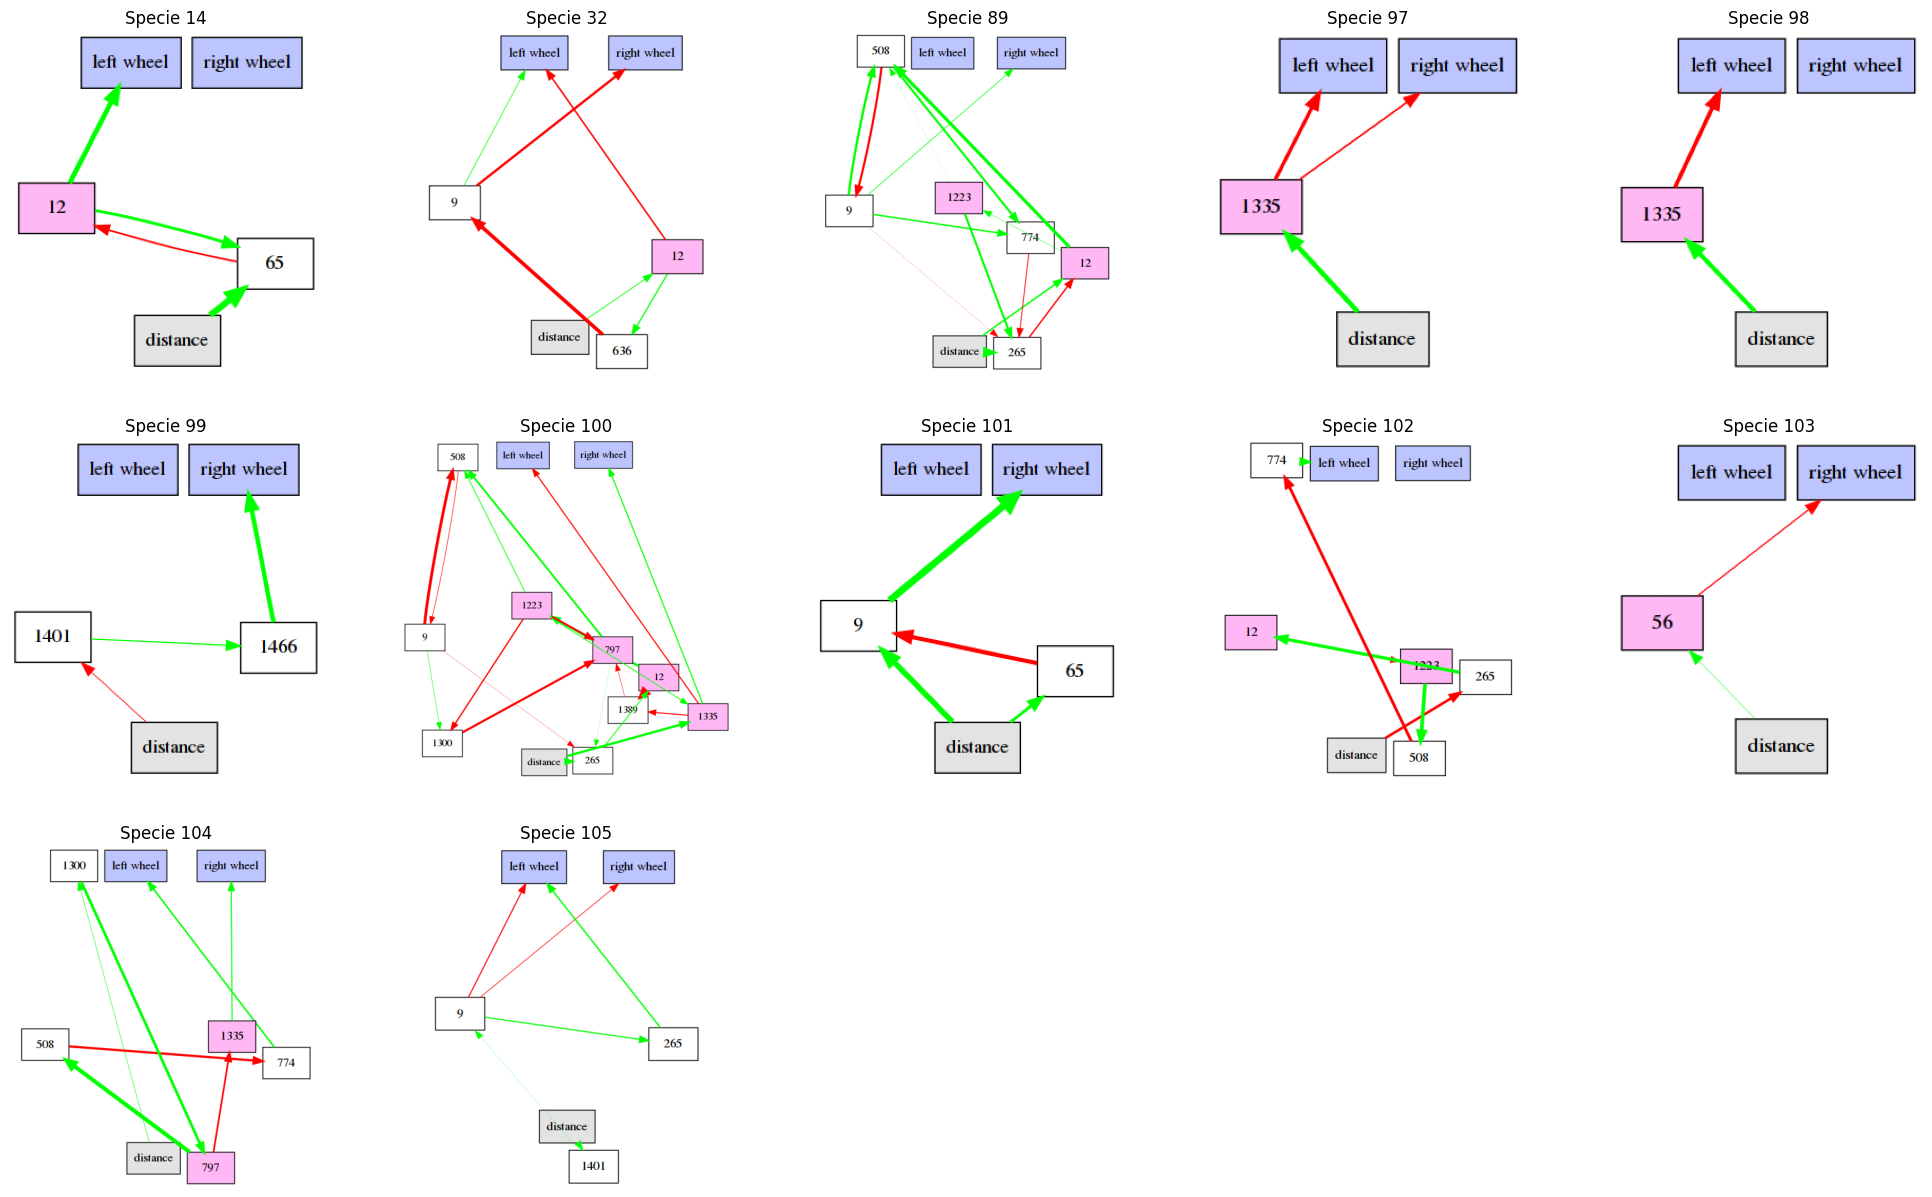 Specie 14
left wheel
right wheel
12
65
distance
Specie 32
left wheel
right wheel
9
12
distance
636
Specie 89
508
left wheel
right wheel
9
1223
774
12
distance
265
Specie 97
left wheel
right wheel
1335
distance
Specie 98
left wheel
right wheel
1335
distance
Specie 99
left wheel
right wheel
1401
1466
distance
Specie 100
508
left wheel
right wheel
1223
9
797
12
1389
1335
1300
distance
265
Specie 101
left wheel
right wheel
9
65
distance
Specie 102
774
left wheel
right wheel
12
1223
265
distance
508
Specie 103
left wheel
right wheel
56
distance
Specie 104
1300
left wheel
right wheel
508
1335
774
distance
797
Specie 105
left wheel
right wheel
9
265
distance
1401